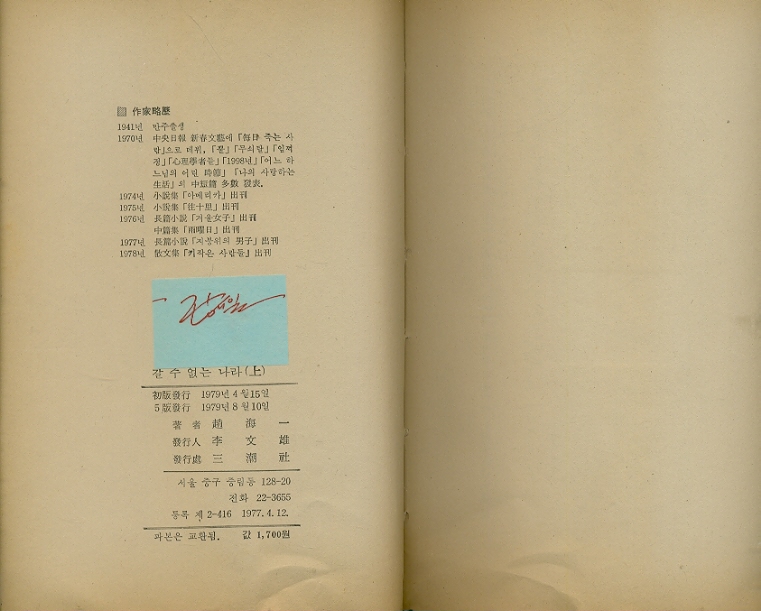 作家略歷
1941년 만주출생
1970년 中央日報 新春文藝에 「每日 죽는 사
람」으로 데뷔, 「뿔」「무쇠탈」「임꺽
정」「心理學者들」「1998년」「어느 하
느님의 어린 時節」 「나의 사랑하는
生活」의 中短篇 多數 發表.
1974년 小說集「아메리카」出刊
1975년 小說集「往十里」出刊
1976년 長篇小說「겨울女子」出刊
中篇集「雨曜日」出刊
1977년 長篇小說「지붕위의 男子」出刊
1978년 散文集「키작은 사람들」出刊
갈 수 없는 나라(上)
初版發行 1979년 4월 15일
5版發行 1979년 8월 10일
著者 趙海一
發行人 李文雄
發行處 三潮社
서울 중구 중림동 128-20
전화 22-3655
등록 제 2-416 1977.4.12.
파본은 교환됨. 값 1,700원